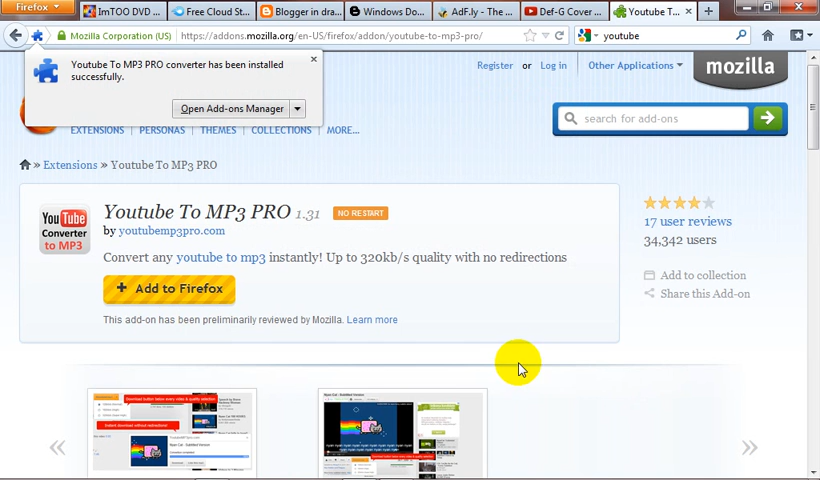 Firefox
ImTOO DVD ...
Free Cloud St...
Blogger in dra...
Windows Do...
AdF.ly - The ...
Def-G Cover ...
Youtube T...
Mozilla Corporation (US)
https://addons.mozilla.org/en-US/firefox/addon/youtube-to-mp3-pro/
youtube
Youtube To MP3 PRO converter has been installed
successfully.
Open Add-ons Manager
Register or Log in
Other Applications
mozilla
EXTENSIONS PERSONAS THEMES COLLECTIONS MORE...
search for add-ons
» Extensions » Youtube To MP3 PRO
You Tube
Converter
to MP3
Youtube To MP3 PRO 1.31 NO RESTART
by youtubemp3pro.com
Convert any youtube to mp3 instantly! Up to 320kb/s quality with no redirections
+ Add to Firefox
This add-on has been preliminarily reviewed by Mozilla. Learn more
17 user reviews
34,342 users
Add to collection
Share this Add-on